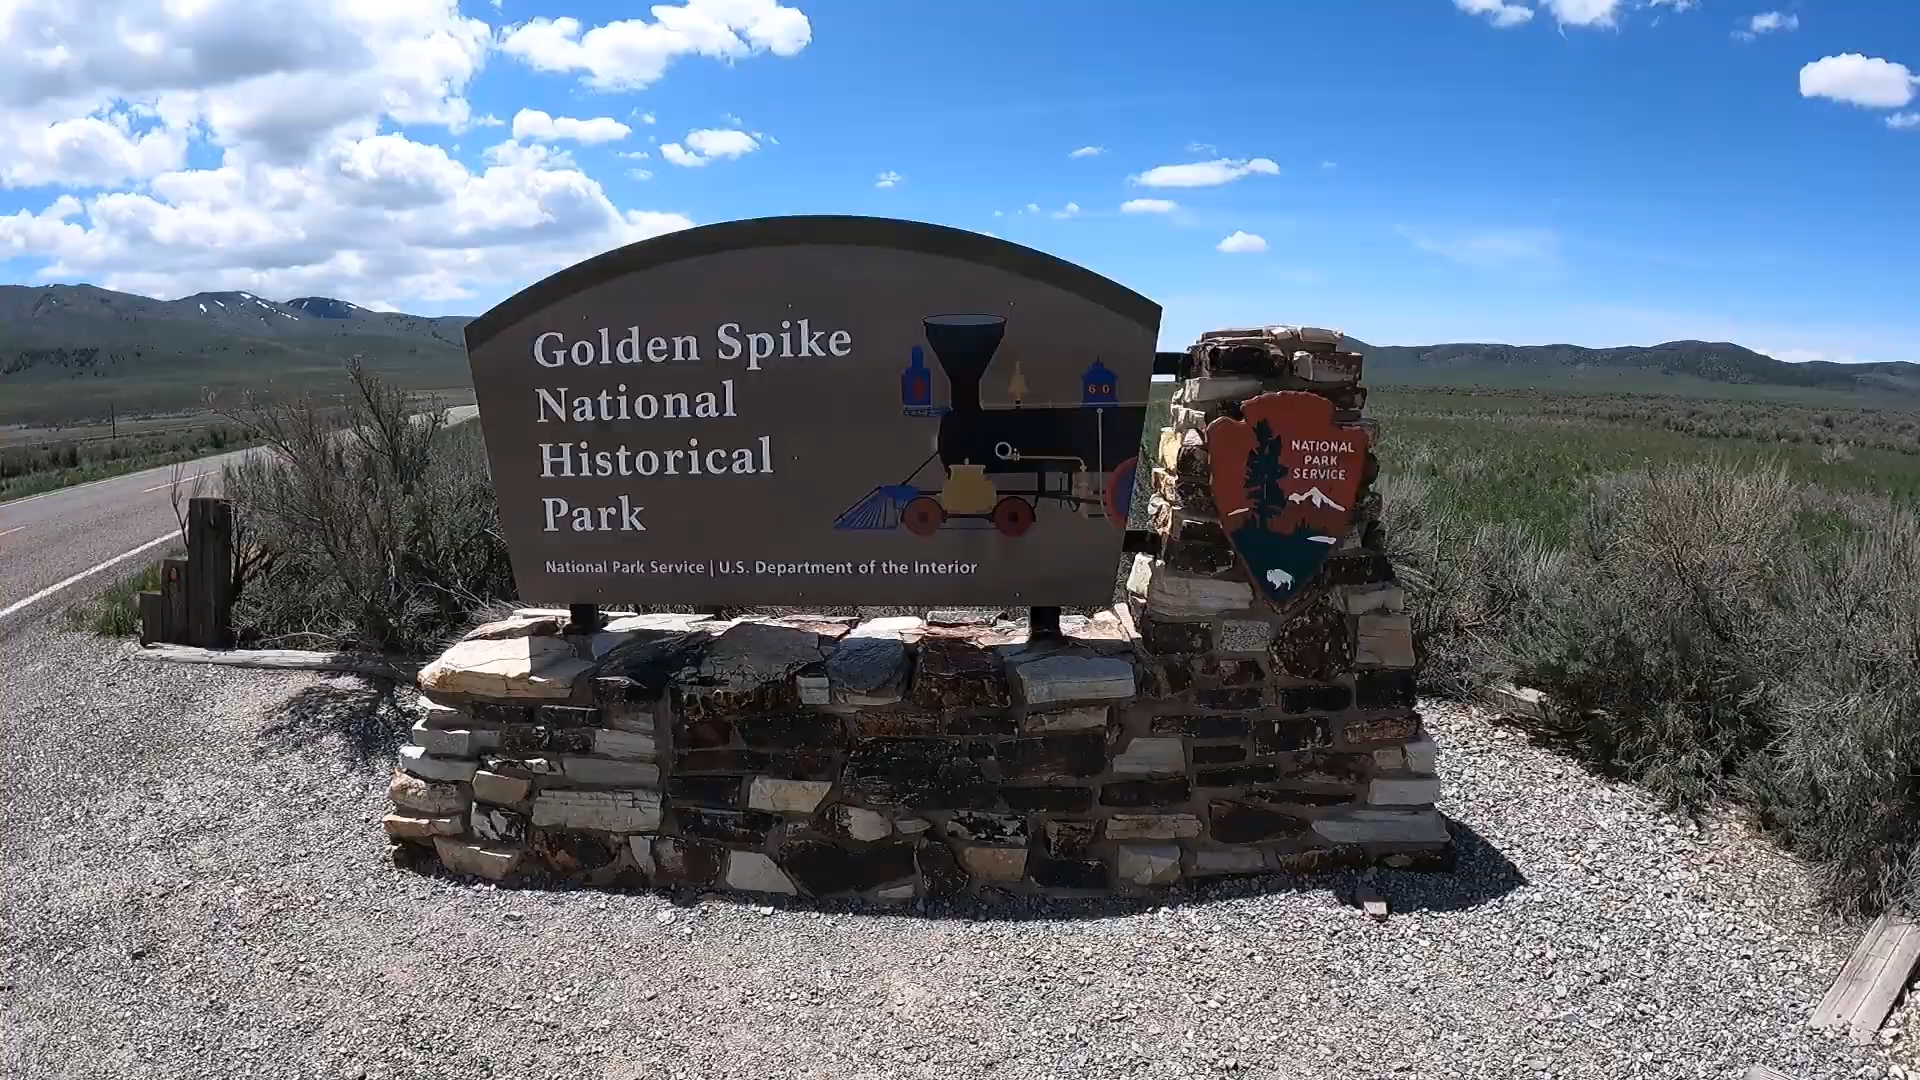 Golden Spike
National
Historical
Park
National Park Service | U.S. Department of the Interior
60
NATIONAL
PARK
SERVICE